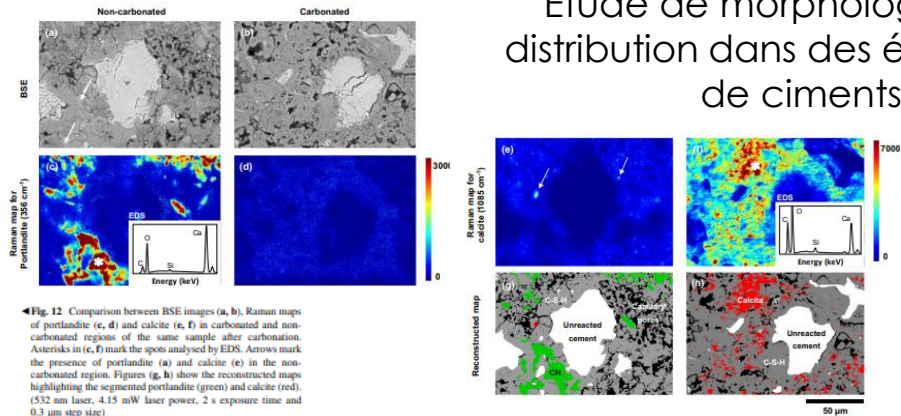 Étude de morpholog
distribution dans des é
de ciments
Non-carbonated
Carbonated
BSE
(a)
(b)
Raman map for
Portlandite (356 cm⁻¹)
(c)
(d)
3000
0
EDS
C
O
Si
Ca
Energy (keV)
Raman map for
calcite (1085 cm⁻¹)
(e)
(f)
7000
0
EDS
C
O
Si
Ca
Energy (keV)
Reconstructed map
(g)
C-S-H
Capillary
pores
Unreacted
cement
CH
(h)
Calcite
Unreacted
cement
C-S-H
50 µm
◄Fig. 12 Comparison between BSE images (a, b), Raman maps
of portlandite (c, d) and calcite (e, f) in carbonated and non-
carbonated regions of the same sample after carbonation.
Asterisks in (c, f) mark the spots analysed by EDS. Arrows mark
the presence of portlandite (a) and calcite (e) in the non-
carbonated region. Figures (g, h) show the reconstructed maps
highlighting the segmented portlandite (green) and calcite (red).
(532 nm laser, 4.15 mW laser power, 2 s exposure time and
0.3 µm step size)